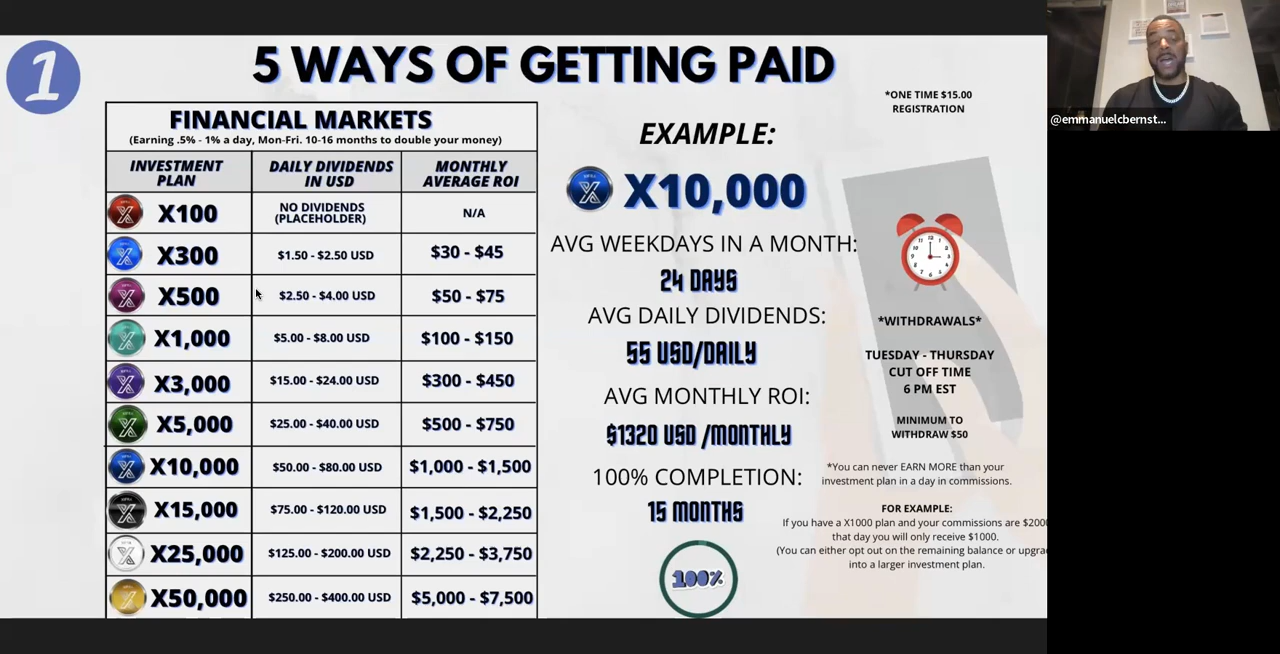 1
5 WAYS OF GETTING PAID
FINANCIAL MARKETS
(Earning .5% - 1% a day, Mon-Fri. 10-16 months to double your money)
INVESTMENT PLAN
DAILY DIVIDENDS IN USD
MONTHLY AVERAGE ROI
X100
NO DIVIDENDS (PLACEHOLDER)
N/A
X300
$1.50 - $2.50 USD
$30 - $45
X500
$2.50 - $4.00 USD
$50 - $75
X1,000
$5.00 - $8.00 USD
$100 - $150
X3,000
$15.00 - $24.00 USD
$300 - $450
X5,000
$25.00 - $40.00 USD
$500 - $750
X10,000
$50.00 - $80.00 USD
$1,000 - $1,500
X15,000
$75.00 - $120.00 USD
$1,500 - $2,250
X25,000
$125.00 - $200.00 USD
$2,250 - $3,750
X50,000
$250.00 - $400.00 USD
$5,000 - $7,500
EXAMPLE:
X10,000
AVG WEEKDAYS IN A MONTH:
24 DAYS
AVG DAILY DIVIDENDS:
55 USD/DAILY
AVG MONTHLY ROI:
$1320 USD /MONTHLY
100% COMPLETION:
15 MONTHS
100%
*ONE TIME $15.00
REGISTRATION
*WITHDRAWALS*
TUESDAY - THURSDAY
CUT OFF TIME
6 PM EST
MINIMUM TO
WITHDRAW $50
*You can never EARN MORE than your
investment plan in a day in commissions.
FOR EXAMPLE:
If you have a X1000 plan and your commissions are $2000
that day you will only receive $1000.
(You can either opt out on the remaining balance or upgra
into a larger investment plan.
@emmanuelcbernst...